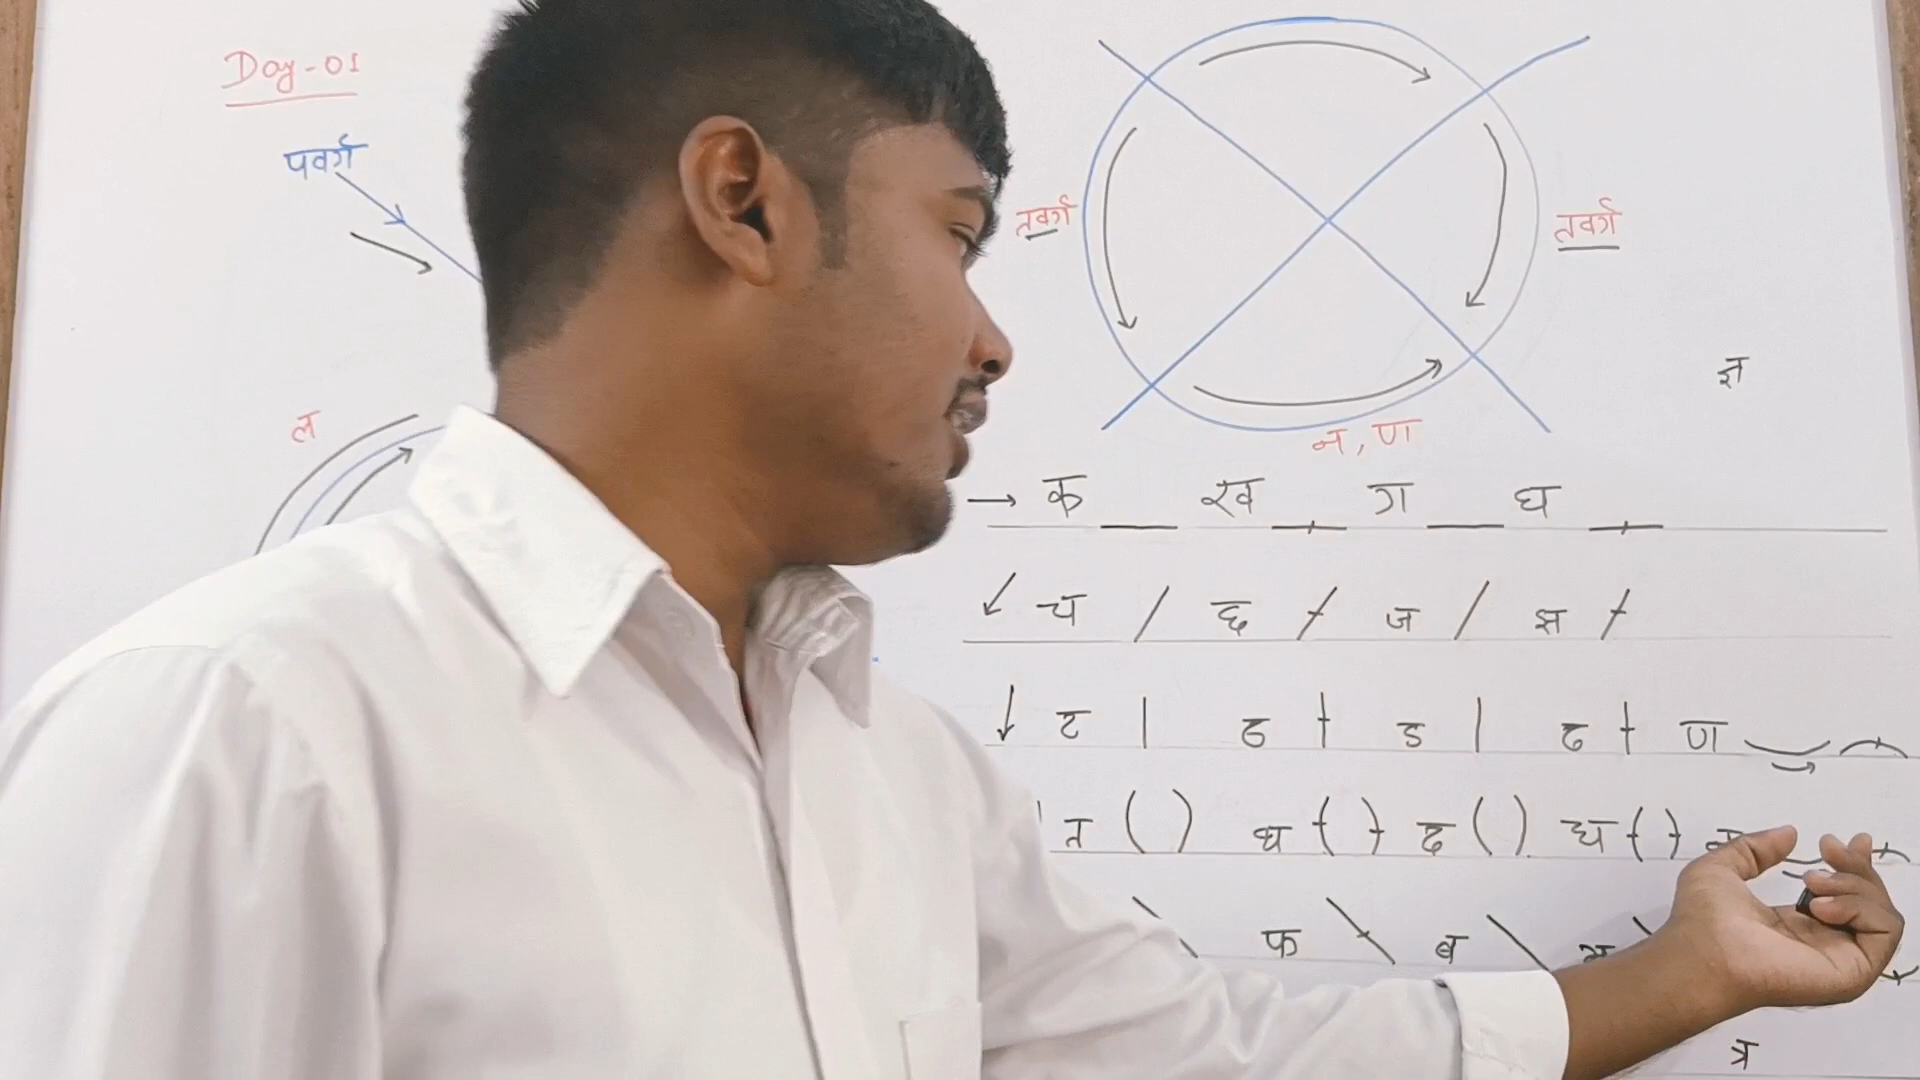 Day-01
पवर्ग
तवर्ग
तवर्ग
ल
ज्ञ
न, ण
क ख ग घ
च छ ज झ
ट ठ ड ढ ण
त थ द ध
फ ब
त्र